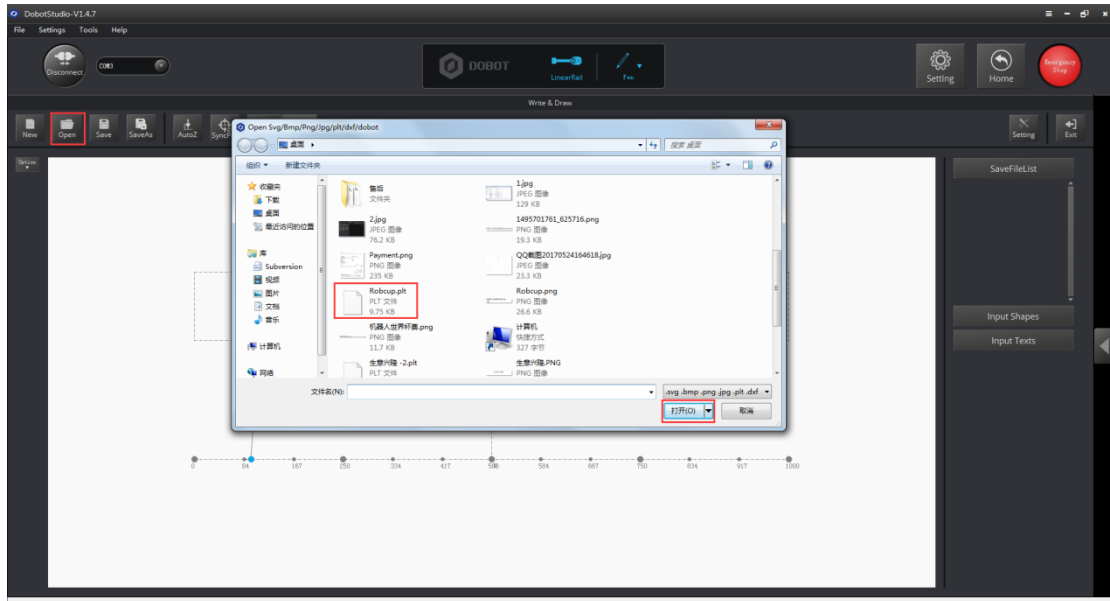 DobotStudio-V1.4.7
File Settings Tools Help
Disconnect
COM3
DOBOT
LinearRail
Pen
Setting
Home
Emergency
Stop
Write & Draw
New
Open
Save
SaveAs
AutoZ
Setting
Exit
Option
Open Svg/Bmp/Png/Jpg/plt/dxf/dobot
桌面
搜索 桌面
组织
新建文件夹
收藏夹
下载
桌面
最近访问的位置
库
Subversion
视频
图片
文档
音乐
计算机
网络
售后
文件夹
1.jpg
JPEG 图像
129 KB
2.jpg
JPEG 图像
76.2 KB
1495701761_625716.png
PNG 图像
19.3 KB
Payment.png
PNG 图像
235 KB
QQ截图20170524164618.jpg
JPEG 图像
23.3 KB
Robcup.plt
PLT 文件
9.75 KB
Robcup.png
PNG 图像
26.6 KB
机器人世界杯赛.png
PNG 图像
11.7 KB
计算机
快捷方式
327 字节
生意兴隆 -2.plt
PLT 文件
生意兴隆.PNG
PNG 图像
文件名(N):
.svg .bmp .png .jpg .plt .dxf
打开(O)
取消
SaveFileList
Input Shapes
Input Texts
0 84 167 250 334 417 500 584 667 750 834 917 1000